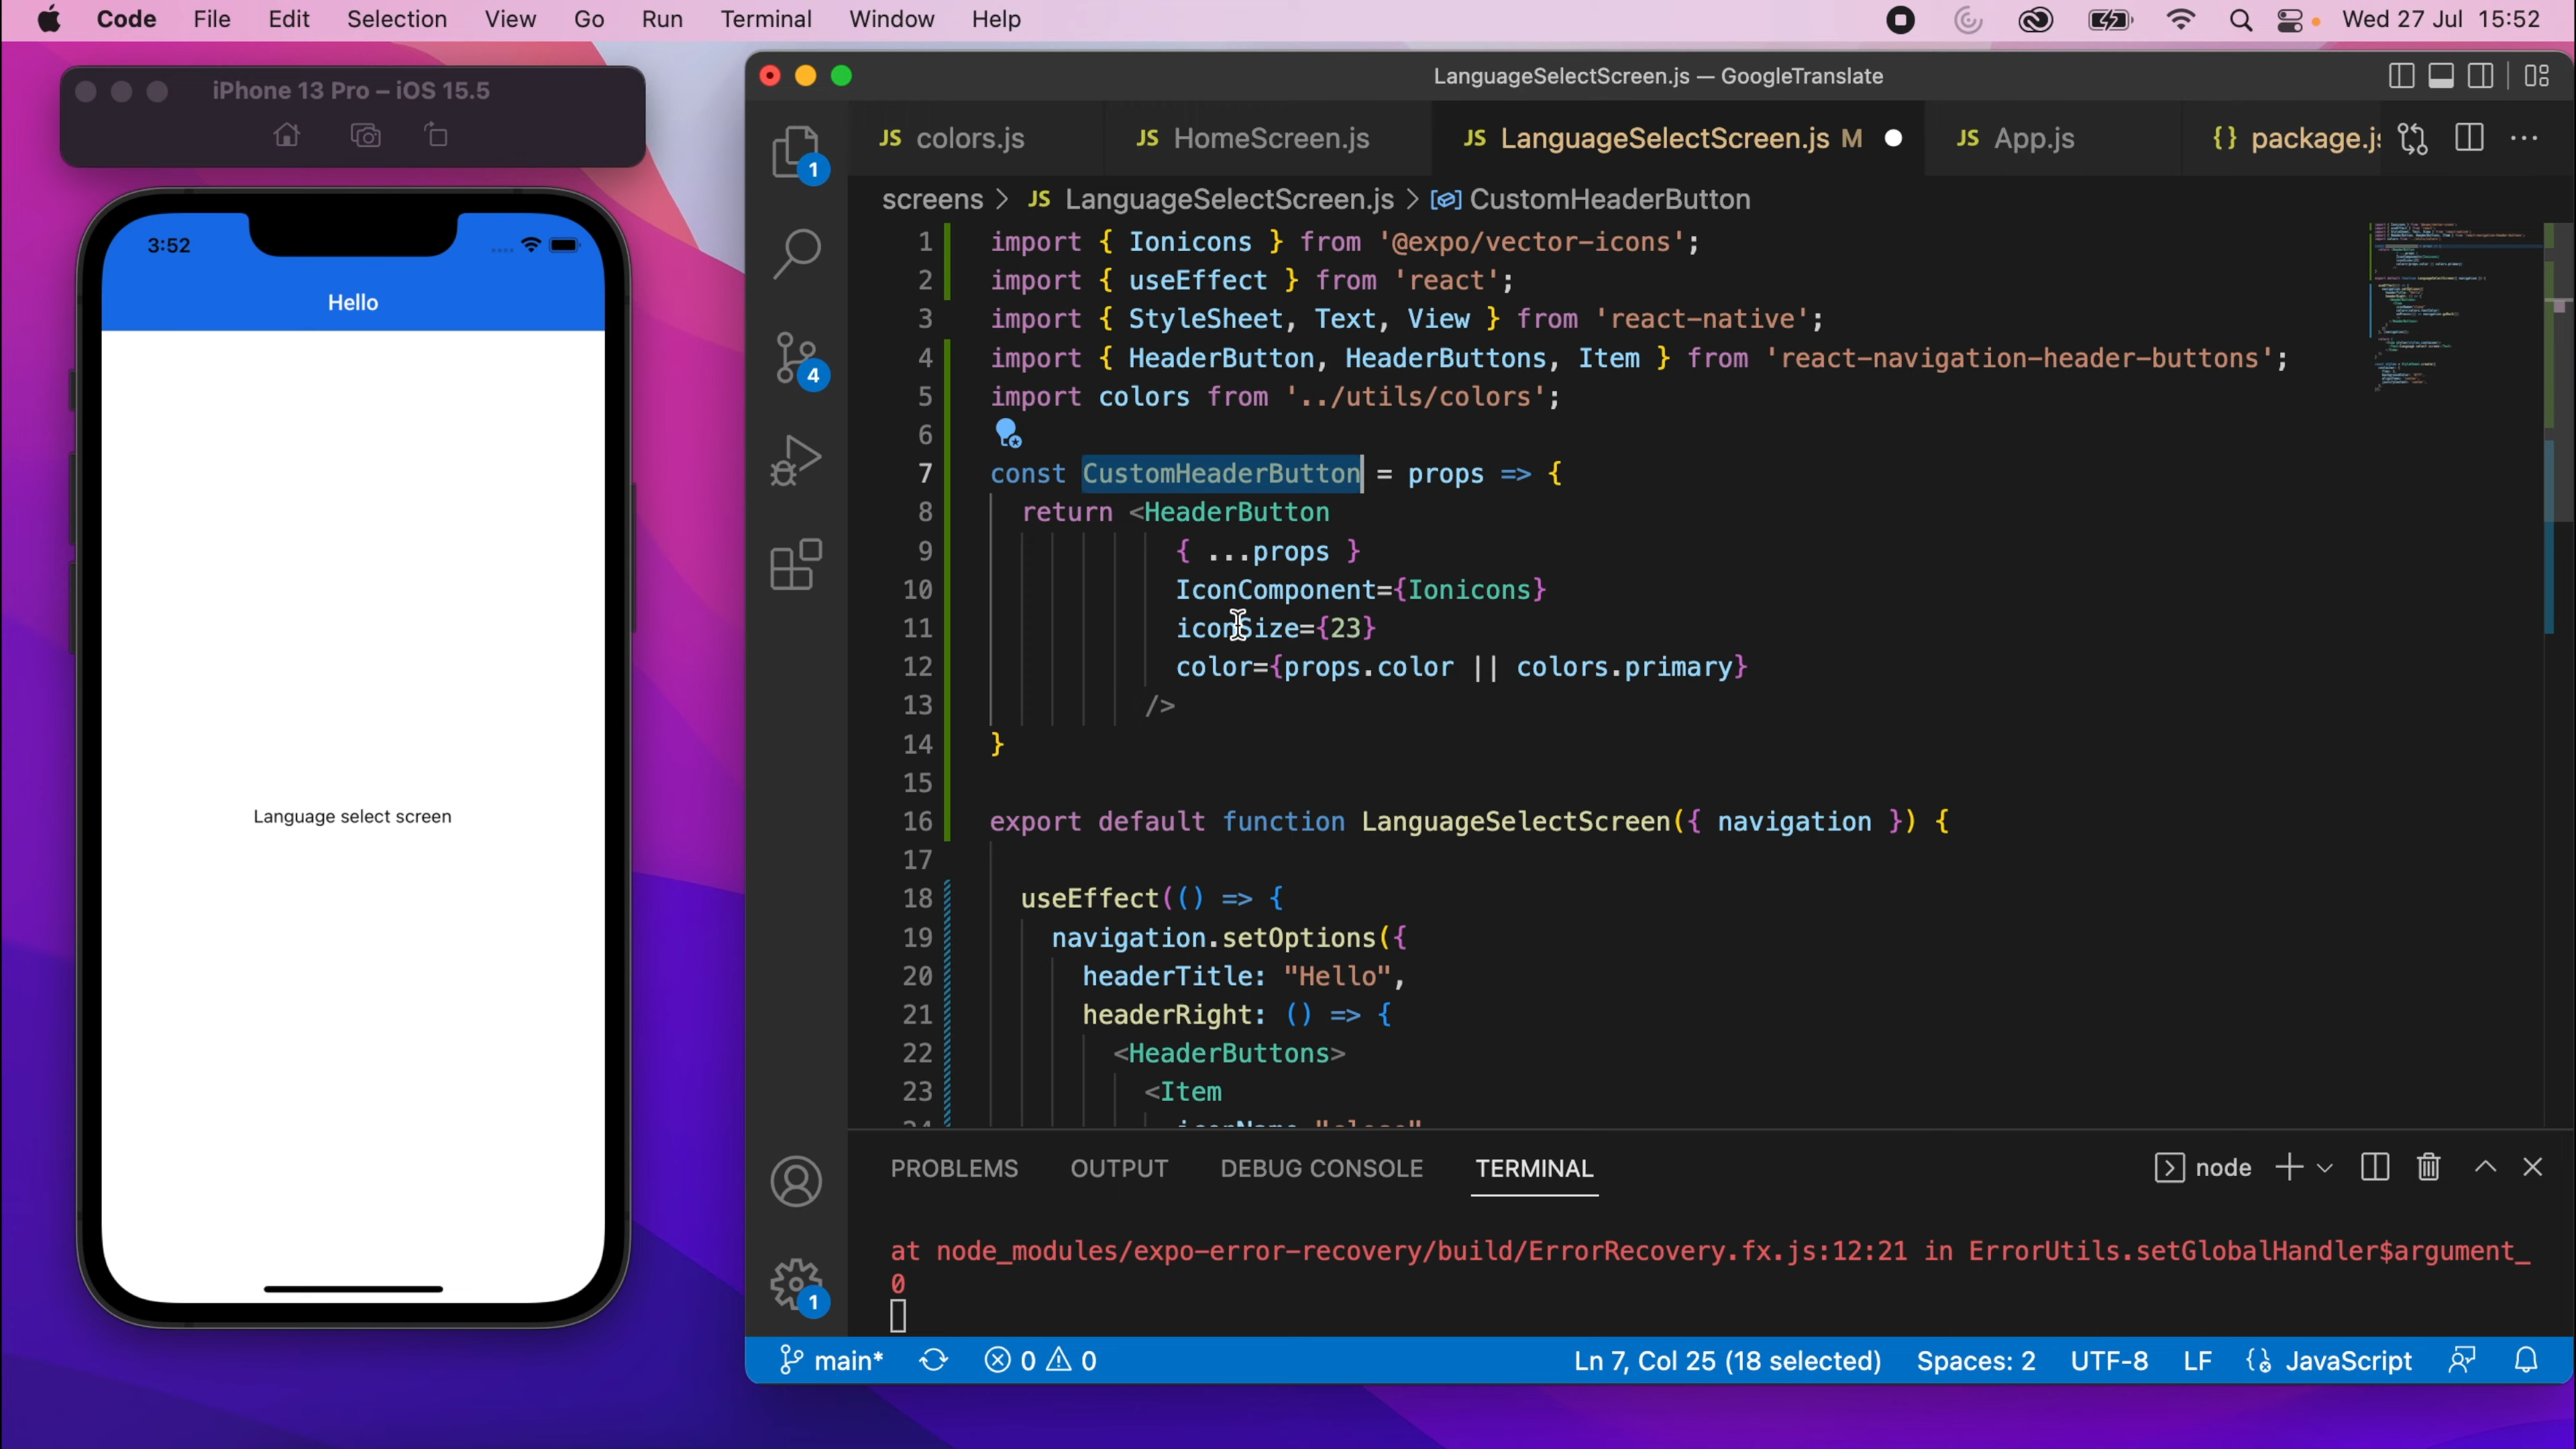 Code File Edit Selection View Go Run Terminal Window Help Wed 27 Jul 15:52
iPhone 13 Pro – iOS 15.5
3:52
Hello
Language select screen
LanguageSelectScreen.js — GoogleTranslate
JS colors.js JS HomeScreen.js JS LanguageSelectScreen.js M JS App.js {} package.js
screens > JS LanguageSelectScreen.js > CustomHeaderButton
1
4
1 import { Ionicons } from '@expo/vector-icons';
2 import { useEffect } from 'react';
3 import { StyleSheet, Text, View } from 'react-native';
4 import { HeaderButton, HeaderButtons, Item } from 'react-navigation-header-buttons';
5 import colors from '../utils/colors';
6
7 const CustomHeaderButton = props => {
8 return <HeaderButton
9 { ...props }
10 IconComponent={Ionicons}
11 iconSize={23}
12 color={props.color || colors.primary}
13 />
14 }
15
16 export default function LanguageSelectScreen({ navigation }) {
17
18 useEffect(() => {
19 navigation.setOptions({
20 headerTitle: "Hello",
21 headerRight: () => {
22 <HeaderButtons>
23 <Item
PROBLEMS OUTPUT DEBUG CONSOLE TERMINAL node
at node_modules/expo-error-recovery/build/ErrorRecovery.fx.js:12:21 in ErrorUtils.setGlobalHandler$argument_
0
1
main* 0 0 Ln 7, Col 25 (18 selected) Spaces: 2 UTF-8 LF JavaScript